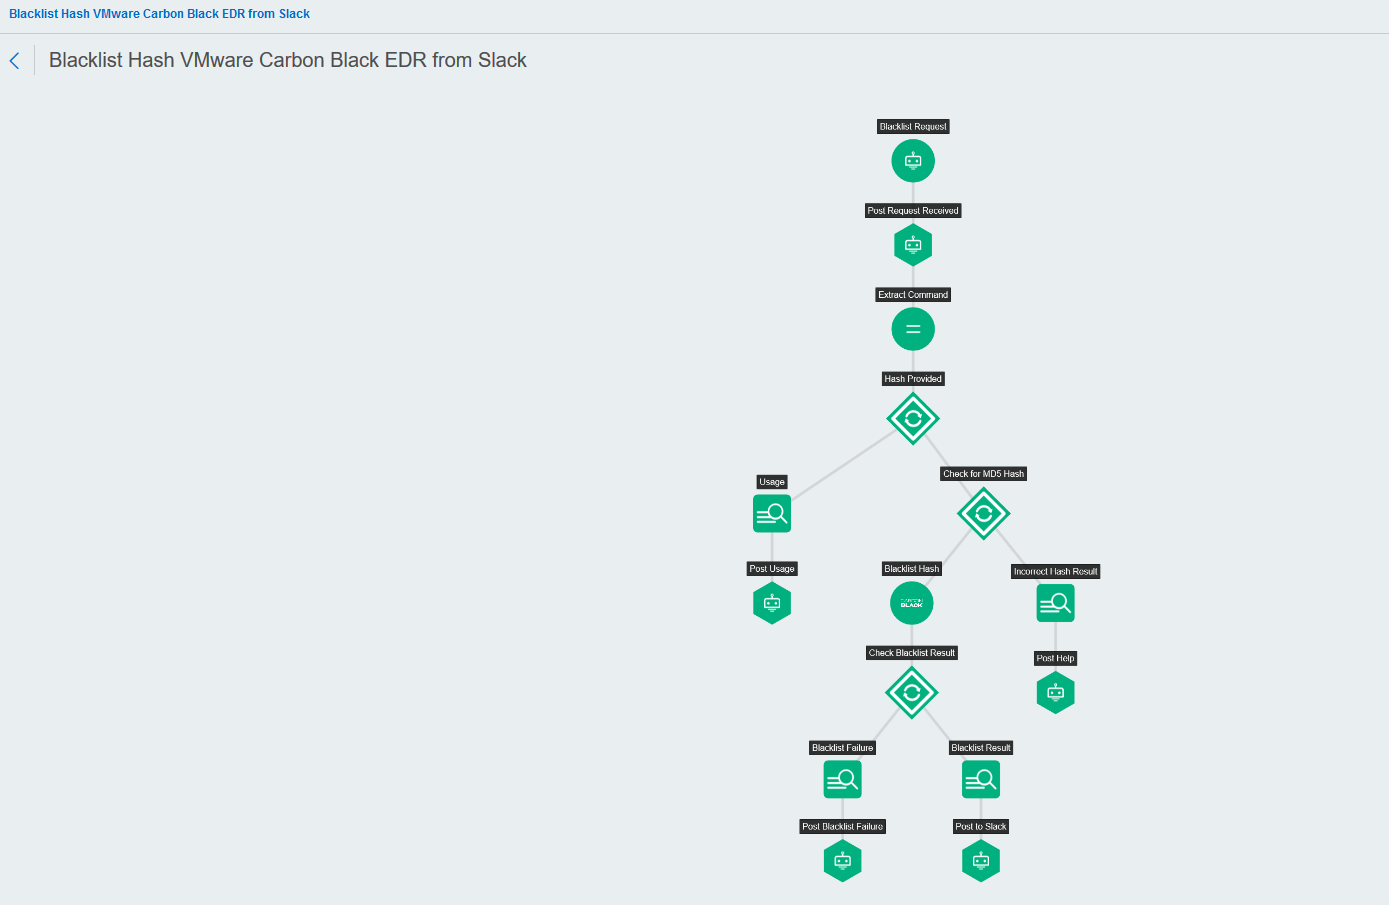 Blacklist Hash VMware Carbon Black EDR from Slack
Blacklist Hash VMware Carbon Black EDR from Slack
Blacklist Request
Post Request Received
Extract Command
Hash Provided
Check for MD5 Hash
Usage
Post Usage
Blacklist Hash
Incorrect Hash Result
CARBON
BLACK
Check Blacklist Result
Post Help
Blacklist Failure
Blacklist Result
Post Blacklist Failure
Post to Slack